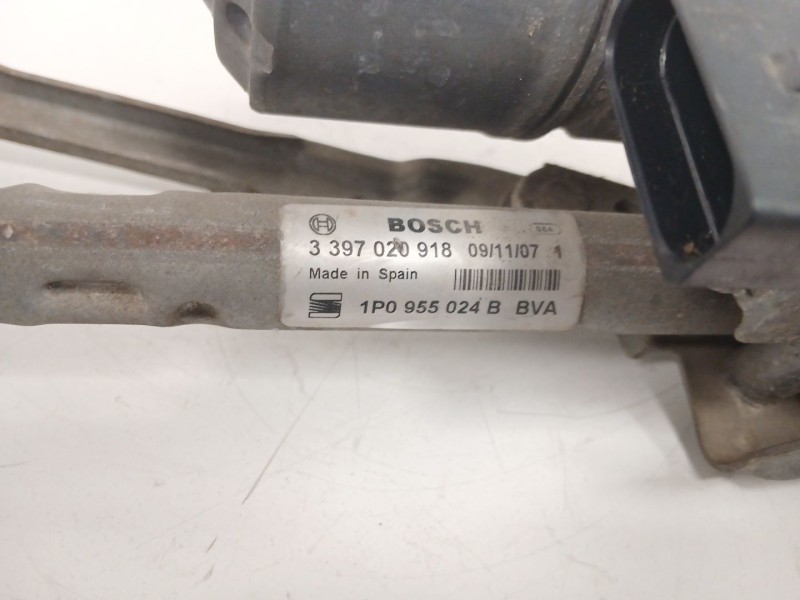 BOSCH
3 397 020 918 09/11/07 1
Made in Spain
1P0 955 024 B BVA